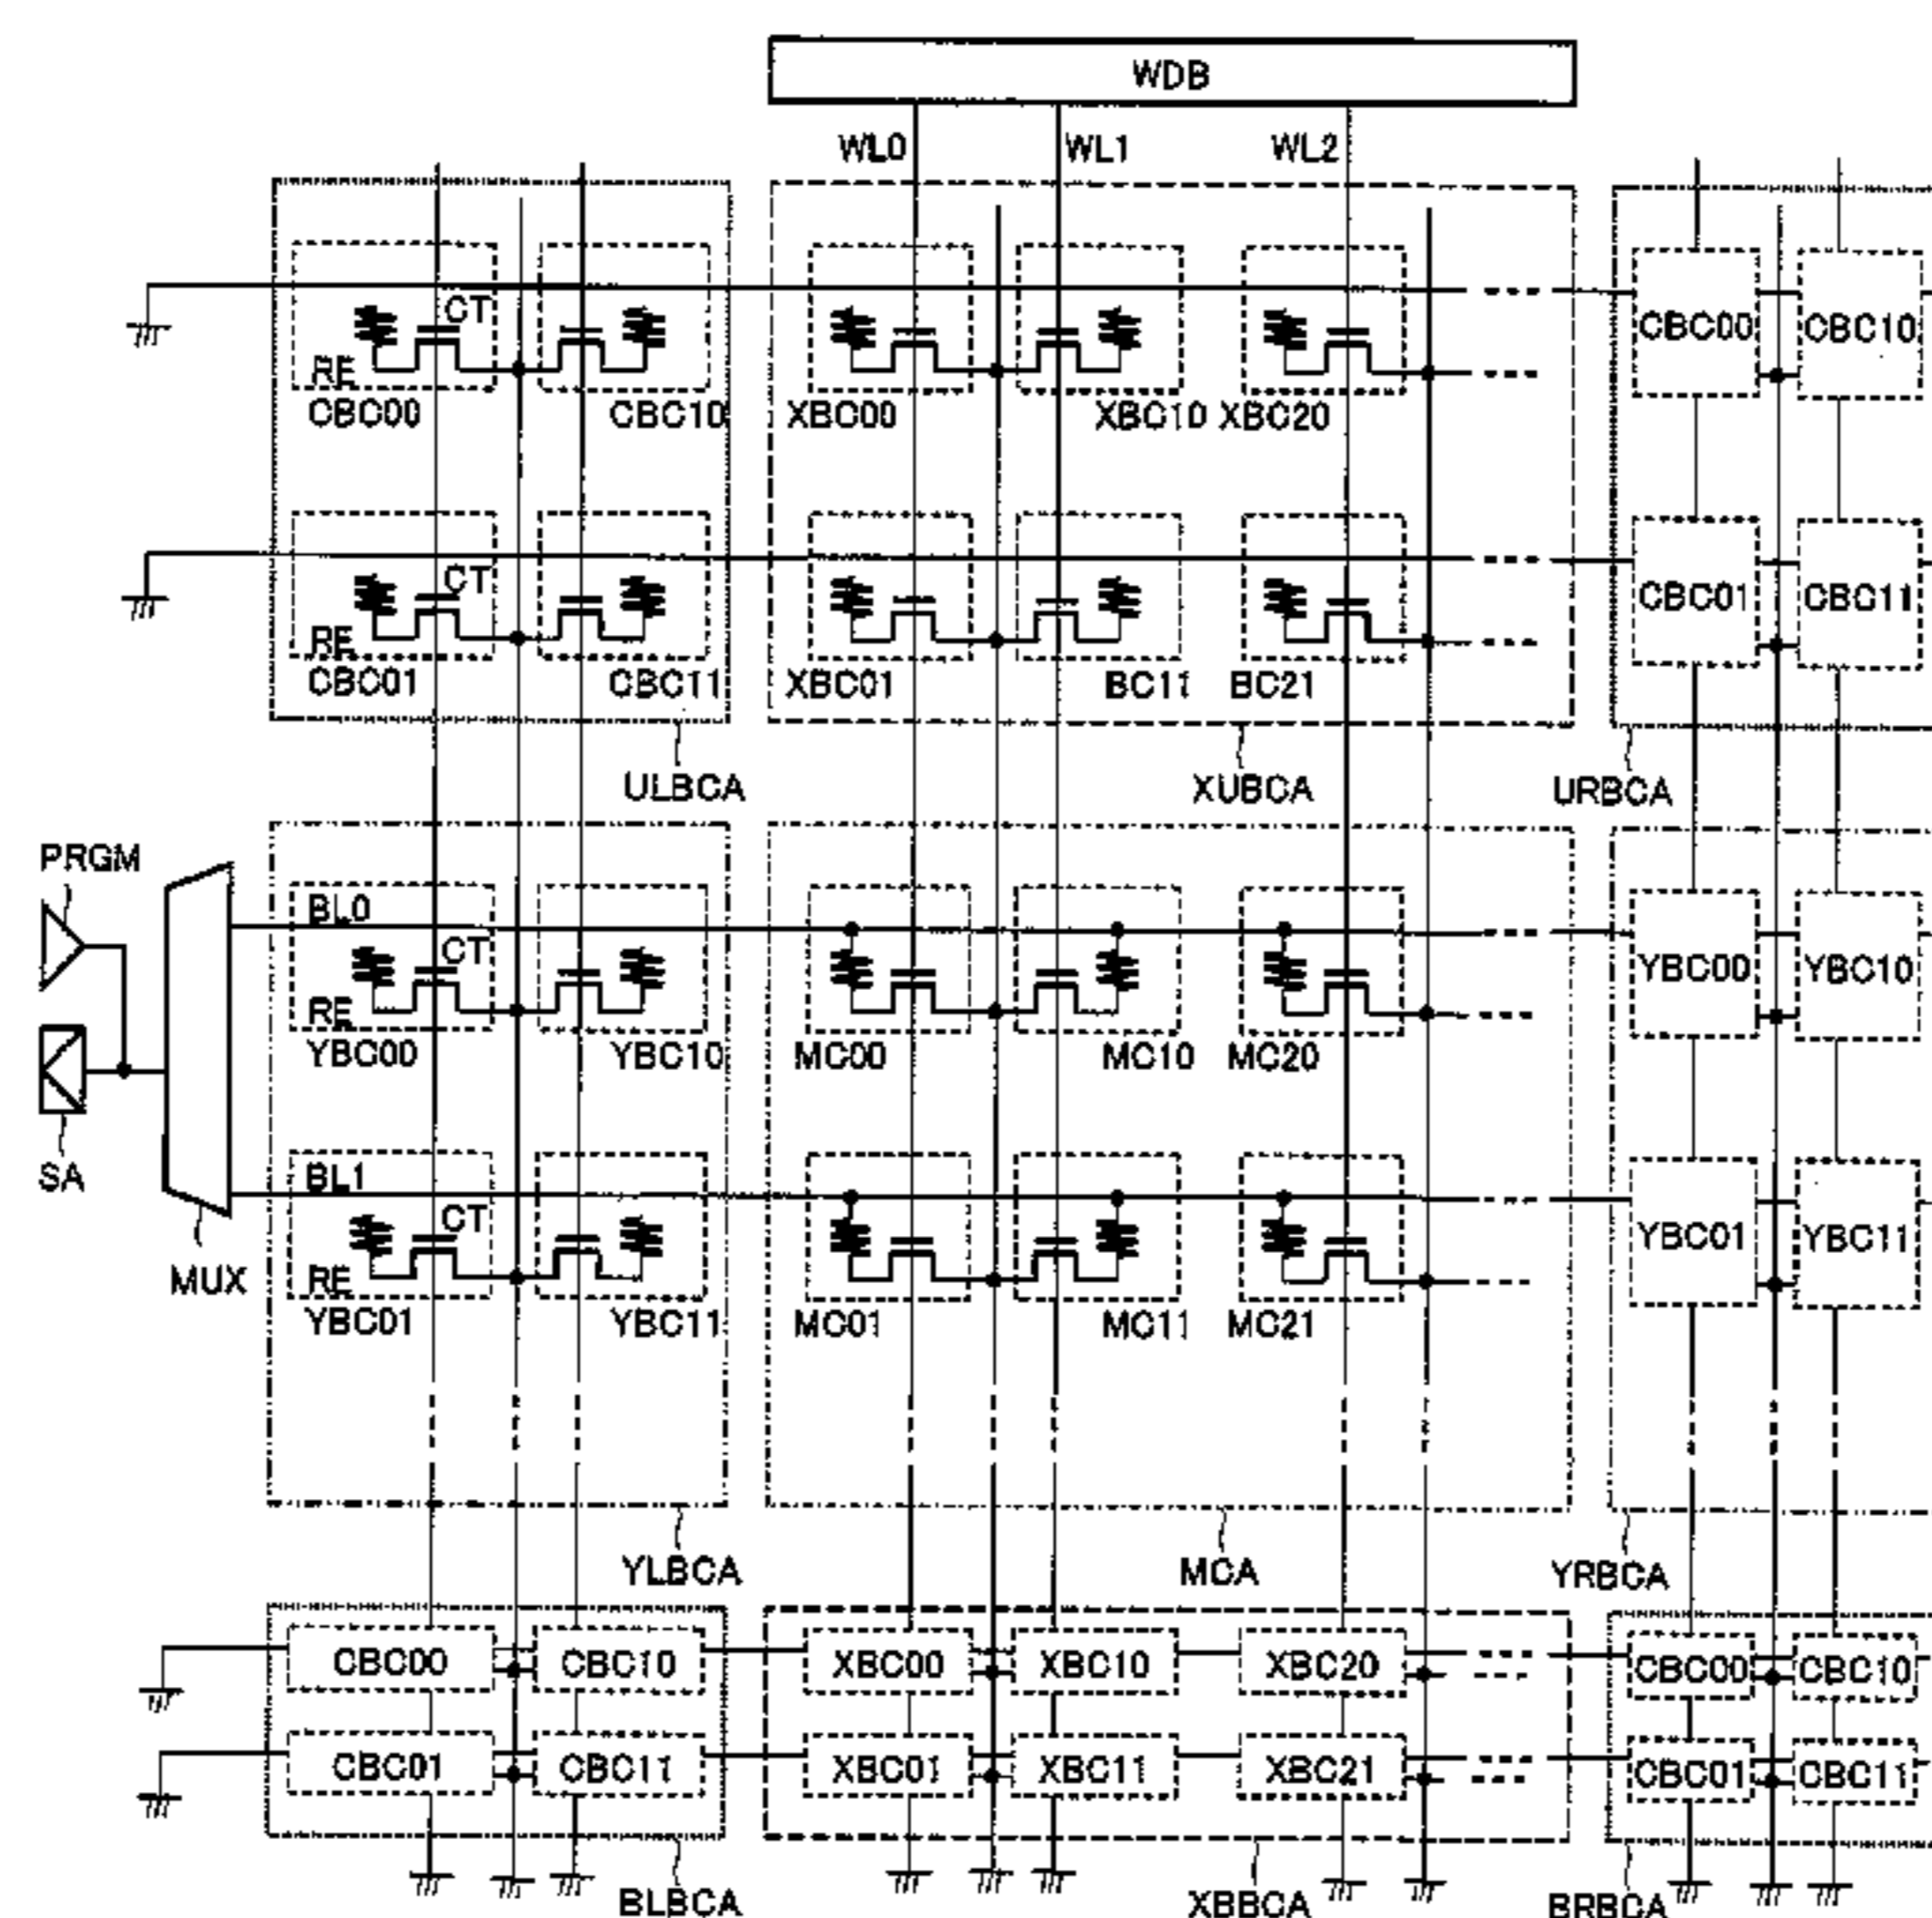 WDB
WL0 WL1 WL2
CT
RE
CBC00 CBC10 XBC00 XBC10 XBC20 CBC00 CBC10
CT
RE
CBC01 CBC11 XBC01 BC11 BC21 CBC01 CBC11
ULBCA XUBCA URBCA
PRGM
BL0
CT
RE
YBC00 YBC10 MC00 MC10 MC20 YBC00 YBC10
SA
BL1
CT
MUX
RE
YBC01 YBC11 MC01 MC11 MC21 YBC01 YBC11
YLBCA MCA YRBCA
CBC00 CBC10 XBC00 XBC10 XBC20 CBC00 CBC10
CBC01 CBC11 XBC01 XBC11 XBC21 CBC01 CBC11
BLBCA XBBCA BRBCA